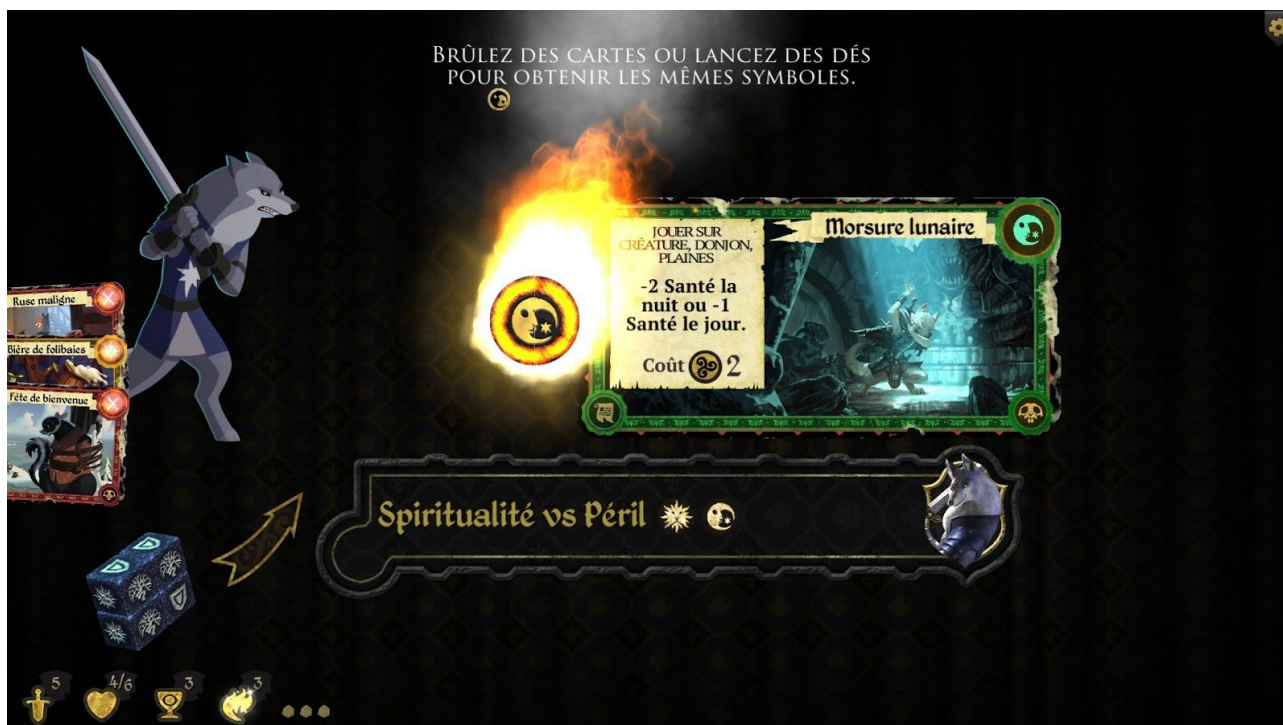 BRÛLEZ DES CARTES OU LANCEZ DES DÉS
POUR OBTENIR LES MÊMES SYMBOLES.
JOUER SUR
CRÉATURE, DONJON,
PLAINES
-2 Santé la
nuit ou -1
Santé le jour.
Coût 2
Morsure lunaire
Ruse maligne
Bière de folibaies
Fête de bienvenue
Spiritualité vs Péril
5
4/6
3
3